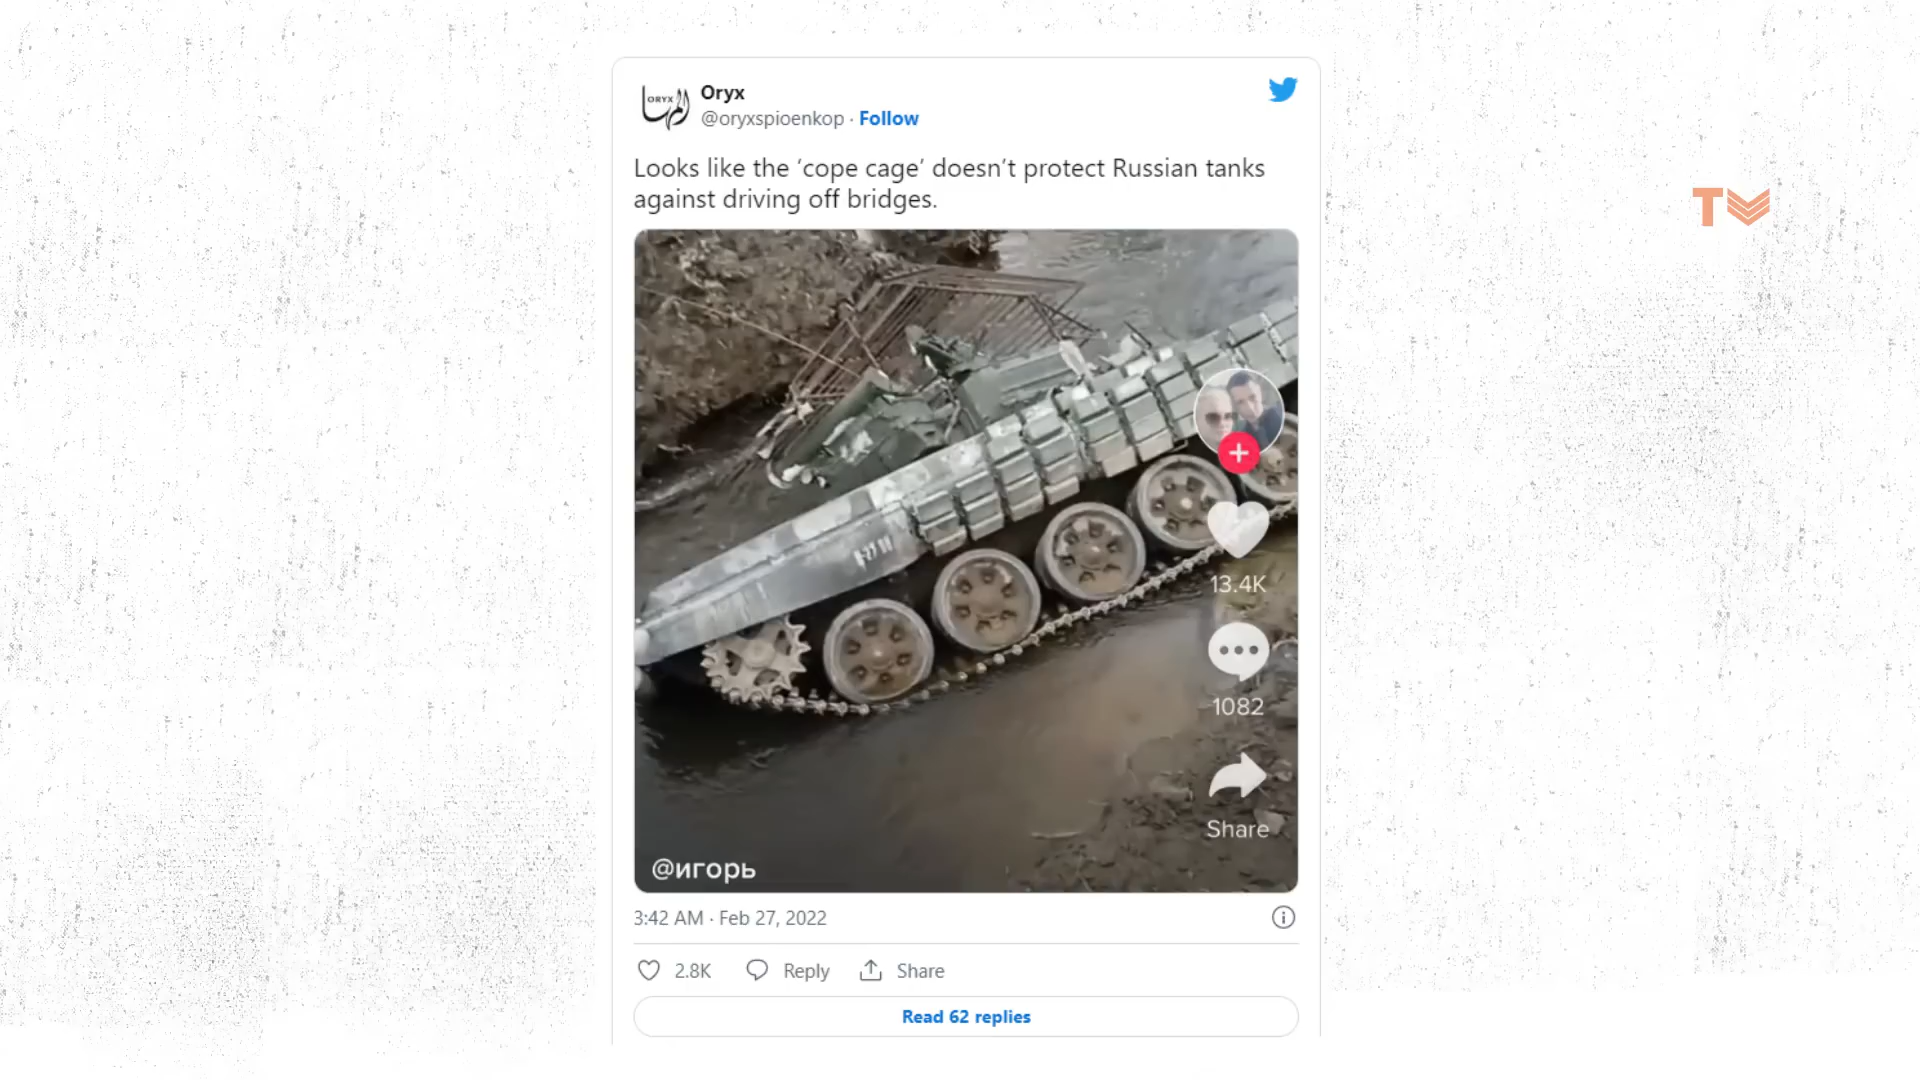 ORYX
Oryx
@oryxspioenkop · Follow
Looks like the ‘cope cage’ doesn’t protect Russian tanks
against driving off bridges.
13.4K
1082
Share
@игорь
3:42 AM · Feb 27, 2022
2.8K
Reply
Share
Read 62 replies